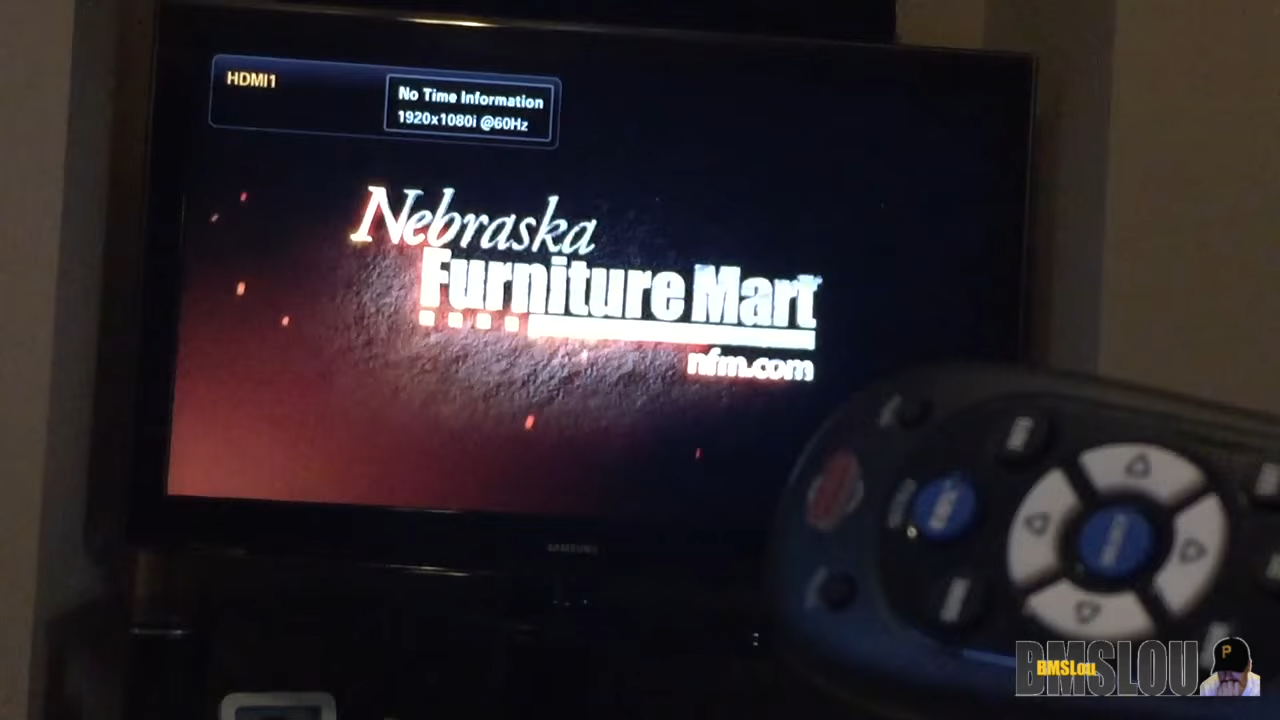 HDMI1
No Time Information
1920x1080i @60Hz
Nebraska
Furniture Mart
nfm.com
SAMSUNG
BMSLOU
BMSLou
P